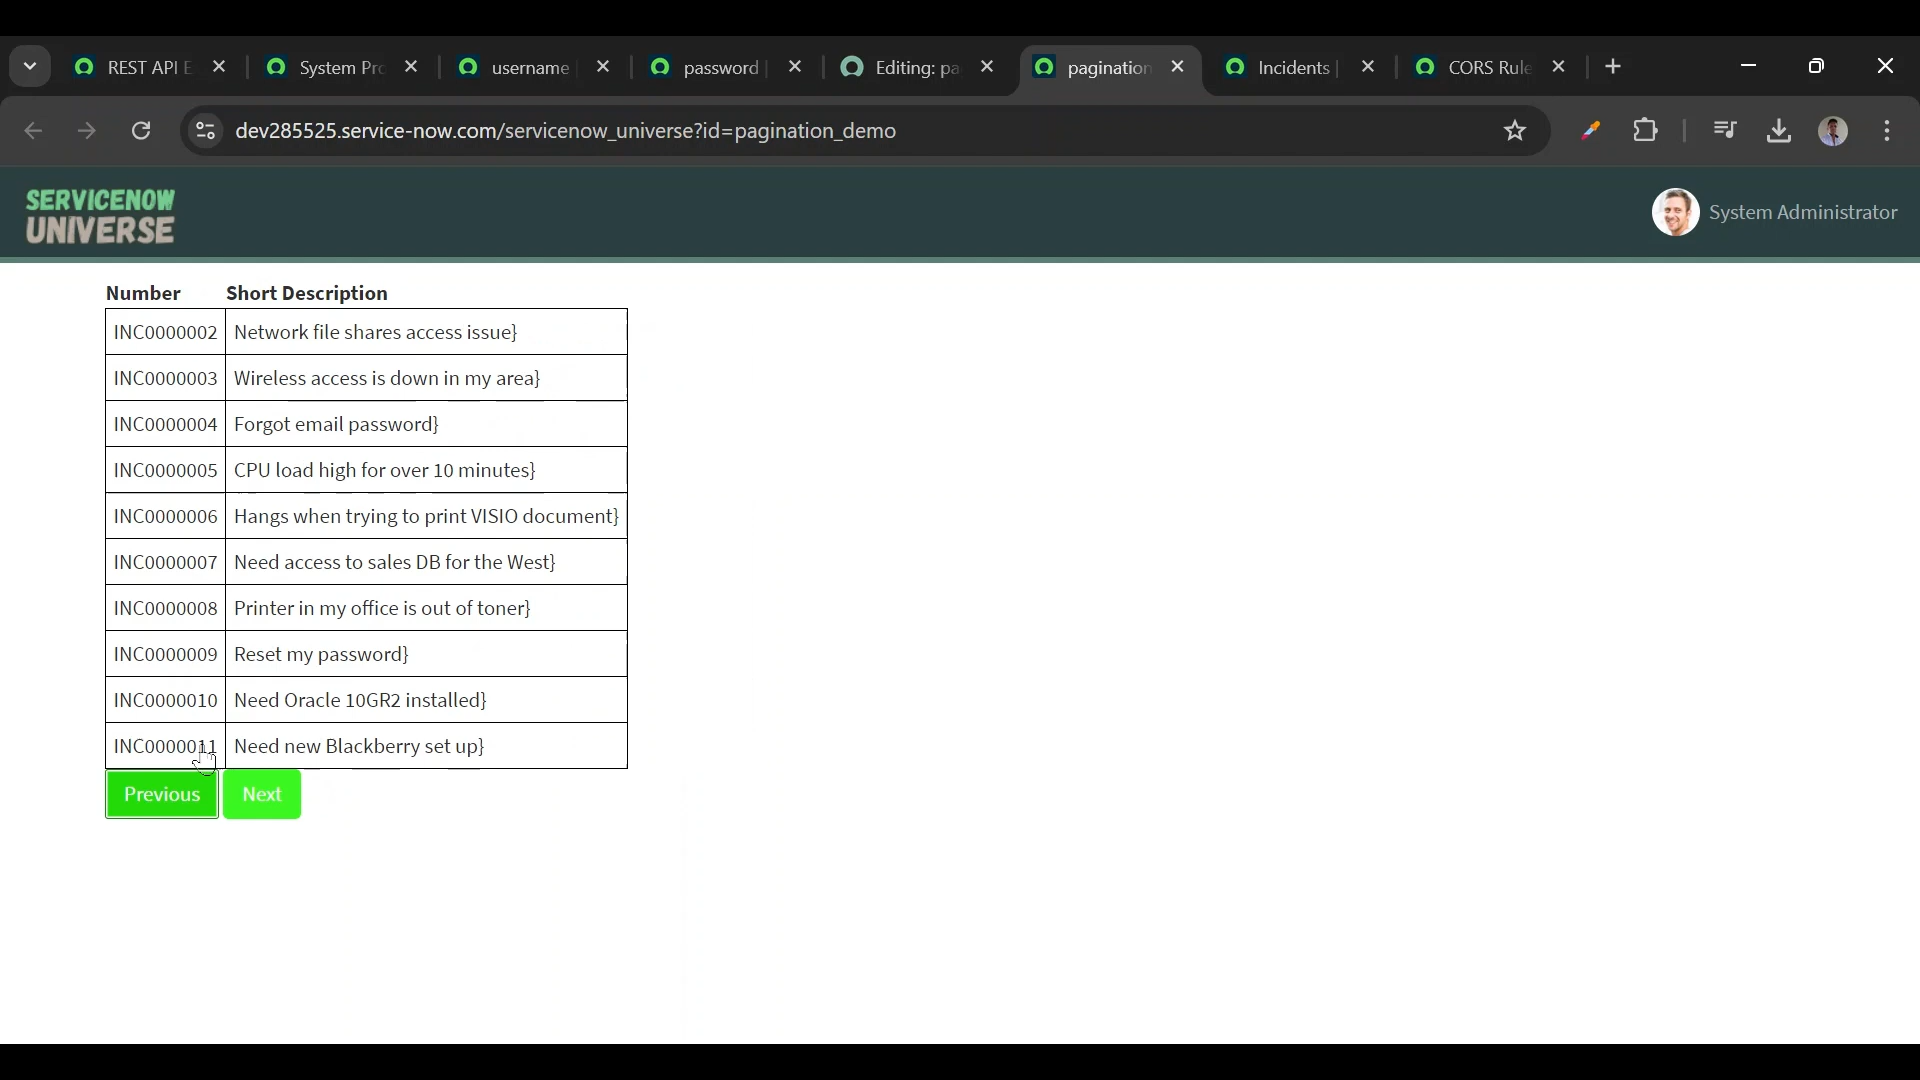 REST API E
System Pro
username
password
Editing: pa
pagination
Incidents |
CORS Rule
dev285525.service-now.com/servicenow_universe?id=pagination_demo
SERVICENOW
UNIVERSE
System Administrator
Number Short Description
INC0000002 Network file shares access issue}
INC0000003 Wireless access is down in my area}
INC0000004 Forgot email password}
INC0000005 CPU load high for over 10 minutes}
INC0000006 Hangs when trying to print VISIO document}
INC0000007 Need access to sales DB for the West}
INC0000008 Printer in my office is out of toner}
INC0000009 Reset my password}
INC0000010 Need Oracle 10GR2 installed}
INC0000011 Need new Blackberry set up}
Previous Next